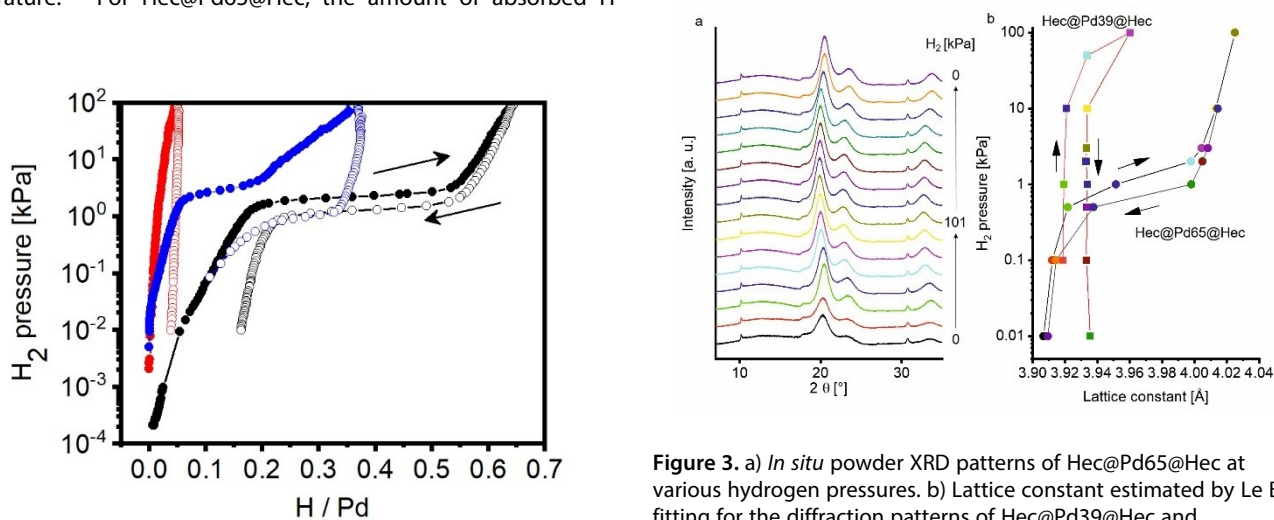 rature. For Hec@Pd65@Hec, the amount of absorbed H
10²
10¹
10⁰
10⁻¹
10⁻²
10⁻³
10⁻⁴
H₂ pressure [kPa]
0.0 0.1 0.2 0.3 0.4 0.5 0.6 0.7
H / Pd
a
H₂ [kPa]
0
101
0
Intensity [a. u.]
10 20 30
2 θ [°]
b
Hec@Pd39@Hec
100
10
1
0.1
0.01
H₂ pressure [kPa]
Hec@Pd65@Hec
3.90 3.92 3.94 3.96 3.98 4.00 4.02 4.04
Lattice constant [Å]
Figure 3. a) In situ powder XRD patterns of Hec@Pd65@Hec at
various hydrogen pressures. b) Lattice constant estimated by Le B
fitting for the diffraction patterns of Hec@Pd39@Hec and